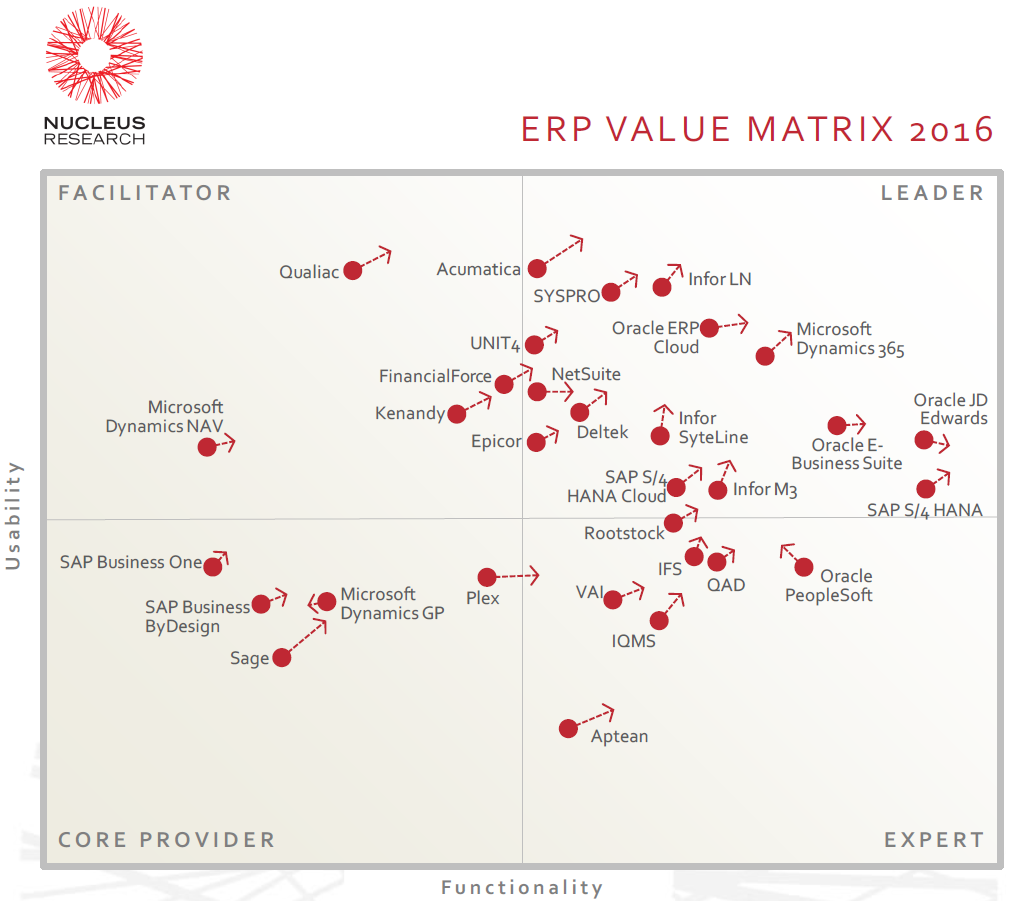 NUCLEUS
RESEARCH
ERP VALUE MATRIX 2016
FACILITATOR
LEADER
Qualiac
Acumatica
SYSPRO
Infor LN
Oracle ERP
Cloud
Microsoft
Dynamics 365
UNIT4
FinancialForce
NetSuite
Kenandy
Deltek
Epicor
Microsoft
Dynamics NAV
Infor
SyteLine
Oracle JD
Edwards
Oracle E-
Business Suite
SAP S/4
HANA Cloud
Infor M3
SAP S/4 HANA
Usability
Rootstock
SAP Business One
IFS
QAD
Oracle
PeopleSoft
Plex
VAI
SAP Business
ByDesign
Microsoft
Dynamics GP
IQMS
Sage
Aptean
CORE PROVIDER
EXPERT
Functionality